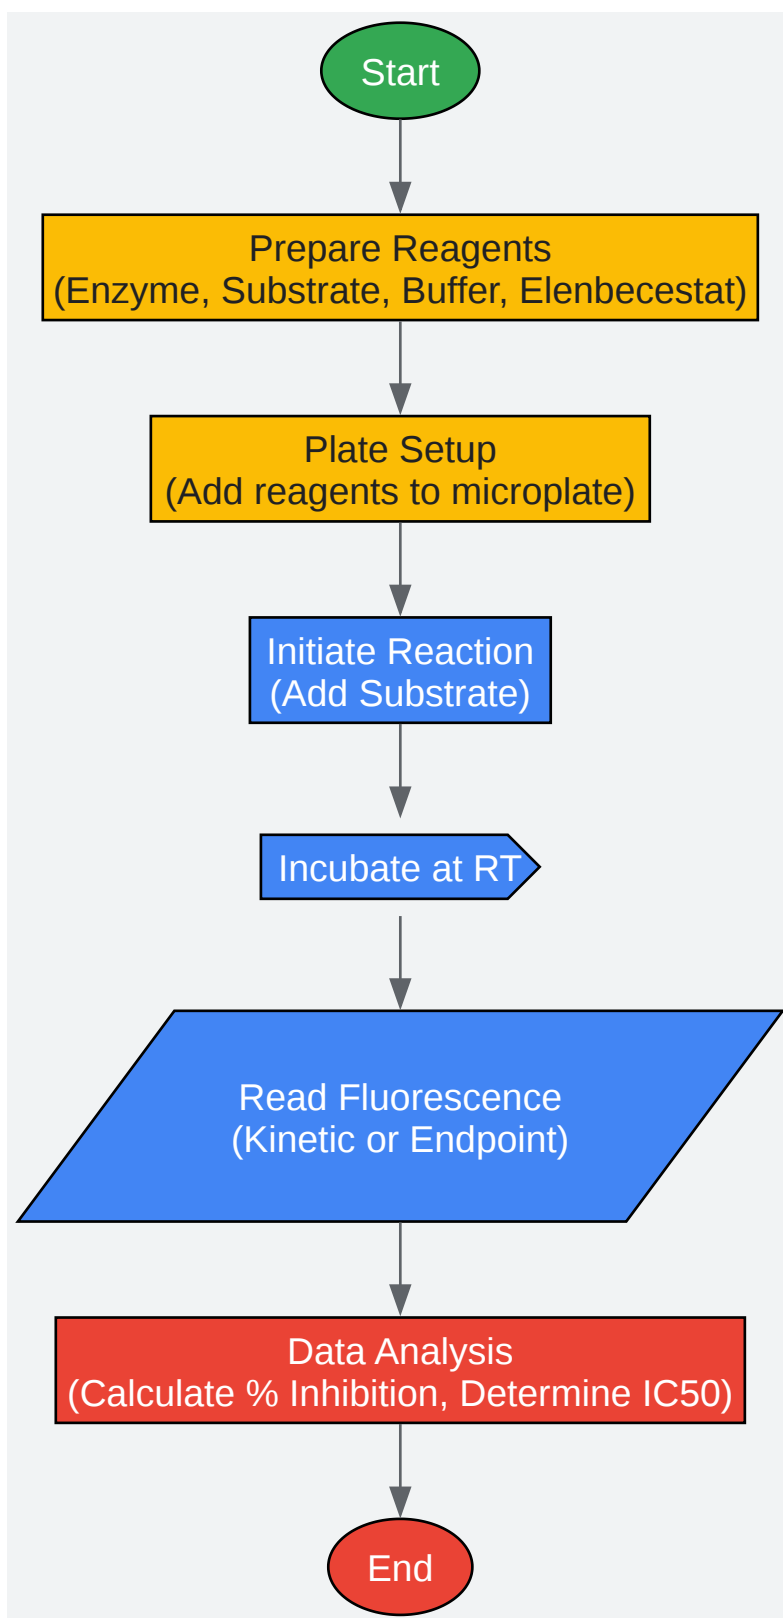 Start
Prepare Reagents
(Enzyme, Substrate, Buffer, Elenbecestat)
Plate Setup
(Add reagents to microplate)
Initiate Reaction
(Add Substrate)
Incubate at RT
Read Fluorescence
(Kinetic or Endpoint)
Data Analysis
(Calculate % Inhibition, Determine IC50)
End